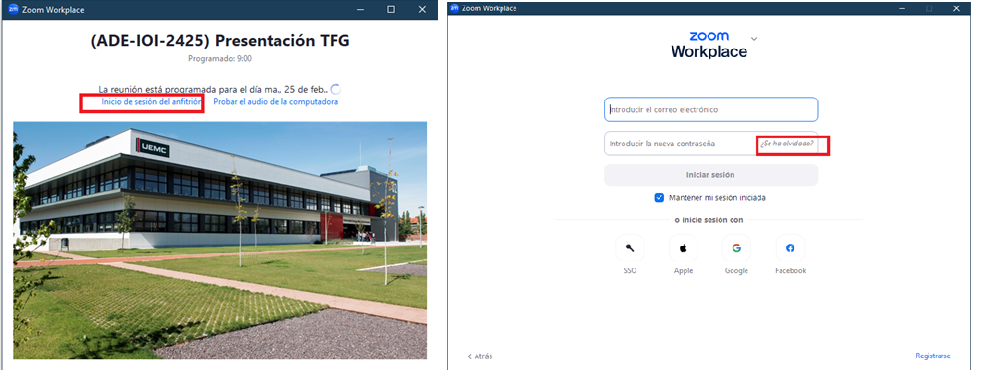 Zoom Workplace
(ADE-IOI-2425) Presentación TFG
Programado: 9:00
La reunión está programada para el día ma., 25 de feb..
Inicio de sesión del anfitrión Probar el audio de la computadora
UEMC
Zoom Workplace
zoom
Workplace
Introducir el correo electrónico
Introducir la nueva contraseña ¿Se ha olvidado?
Iniciar sesión
Mantener mi sesión iniciada
o inicie sesión con
SSO Apple Google Facebook
Atrás Registrarse